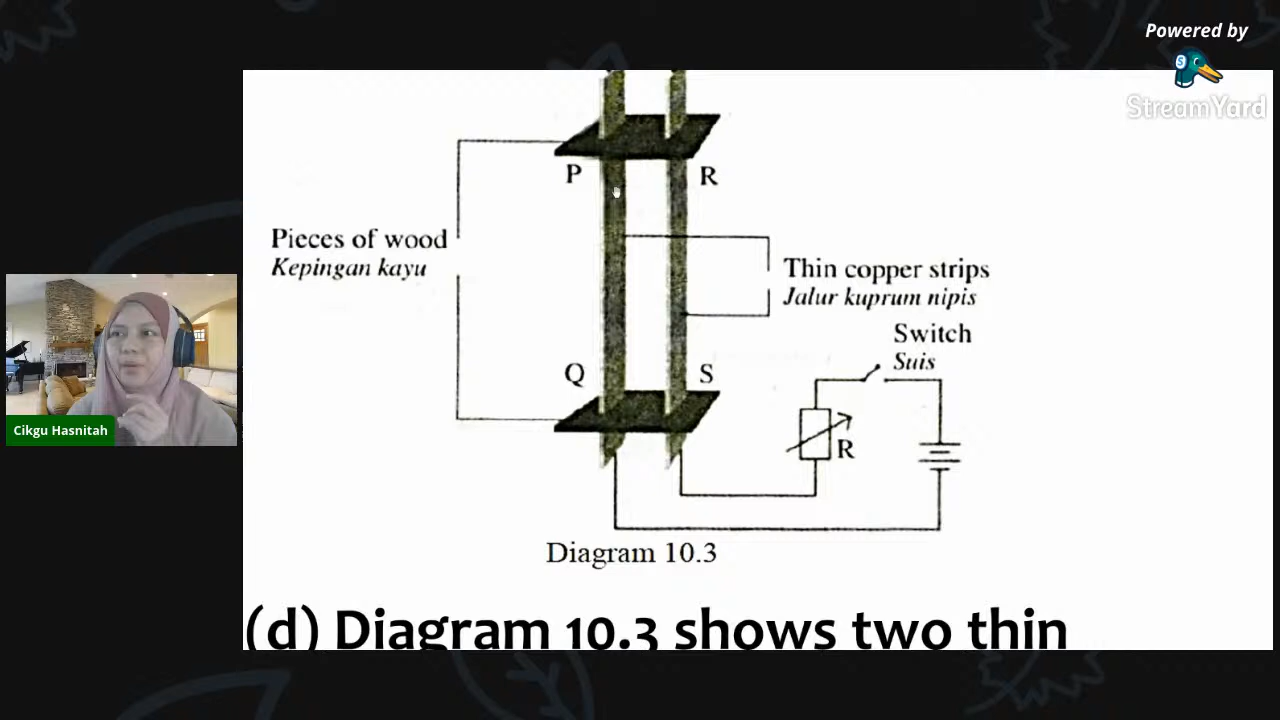 Powered by
StreamYard
P
R
Pieces of wood
Kepingan kayu
Thin copper strips
Jalur kuprum nipis
Switch
Suis
Q
S
R
Cikgu Hasnitah
Diagram 10.3
(d) Diagram 10.3 shows two thin